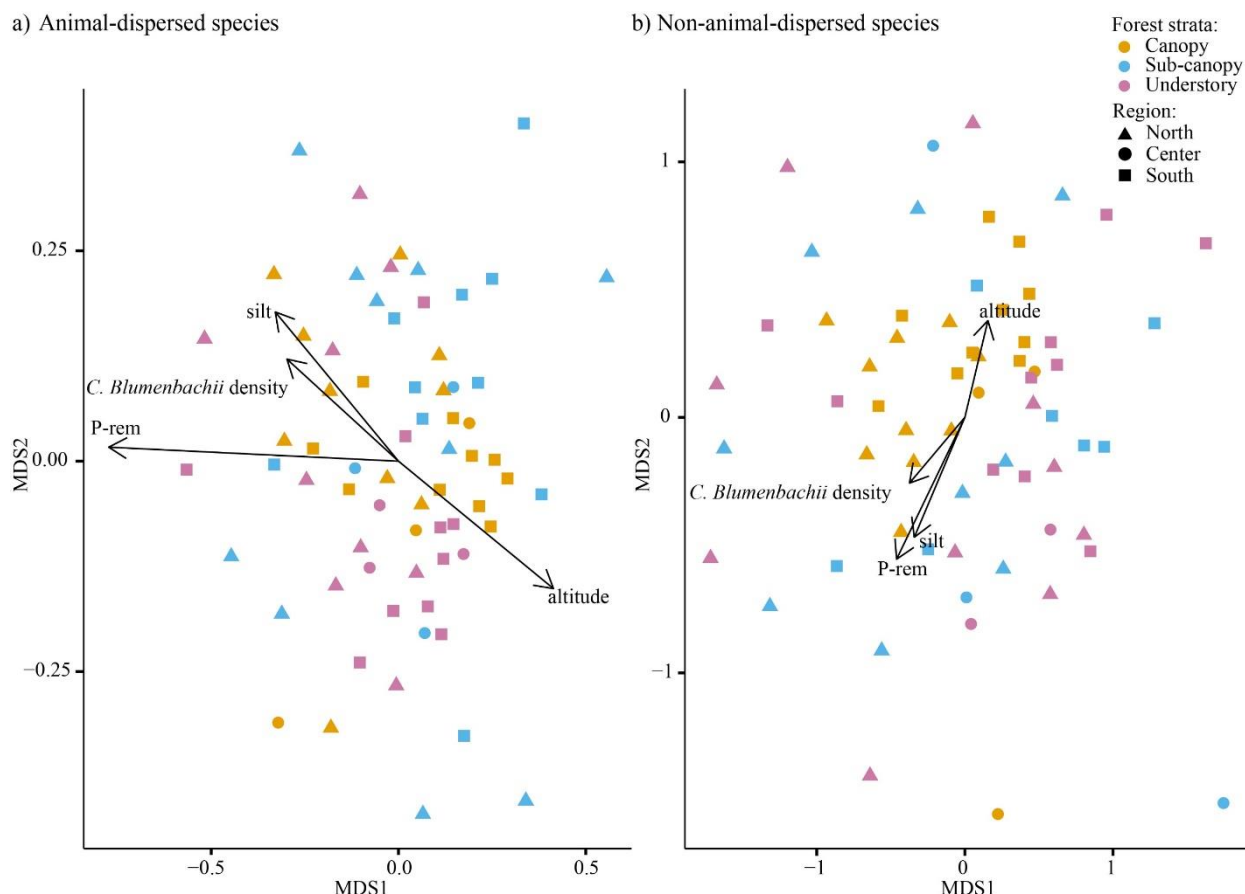 a) Animal-dispersed species
b) Non-animal-dispersed species
Forest strata:
Canopy
Sub-canopy
Understory
Region:
North
Center
South
MDS2
0.25
0.00
−0.25
silt
C. Blumenbachii density
P-rem
altitude
−0.5
0.0
0.5
MDS1
MDS2
1
0
−1
altitude
C. Blumenbachii density
silt
P-rem
−1
0
1
MDS1